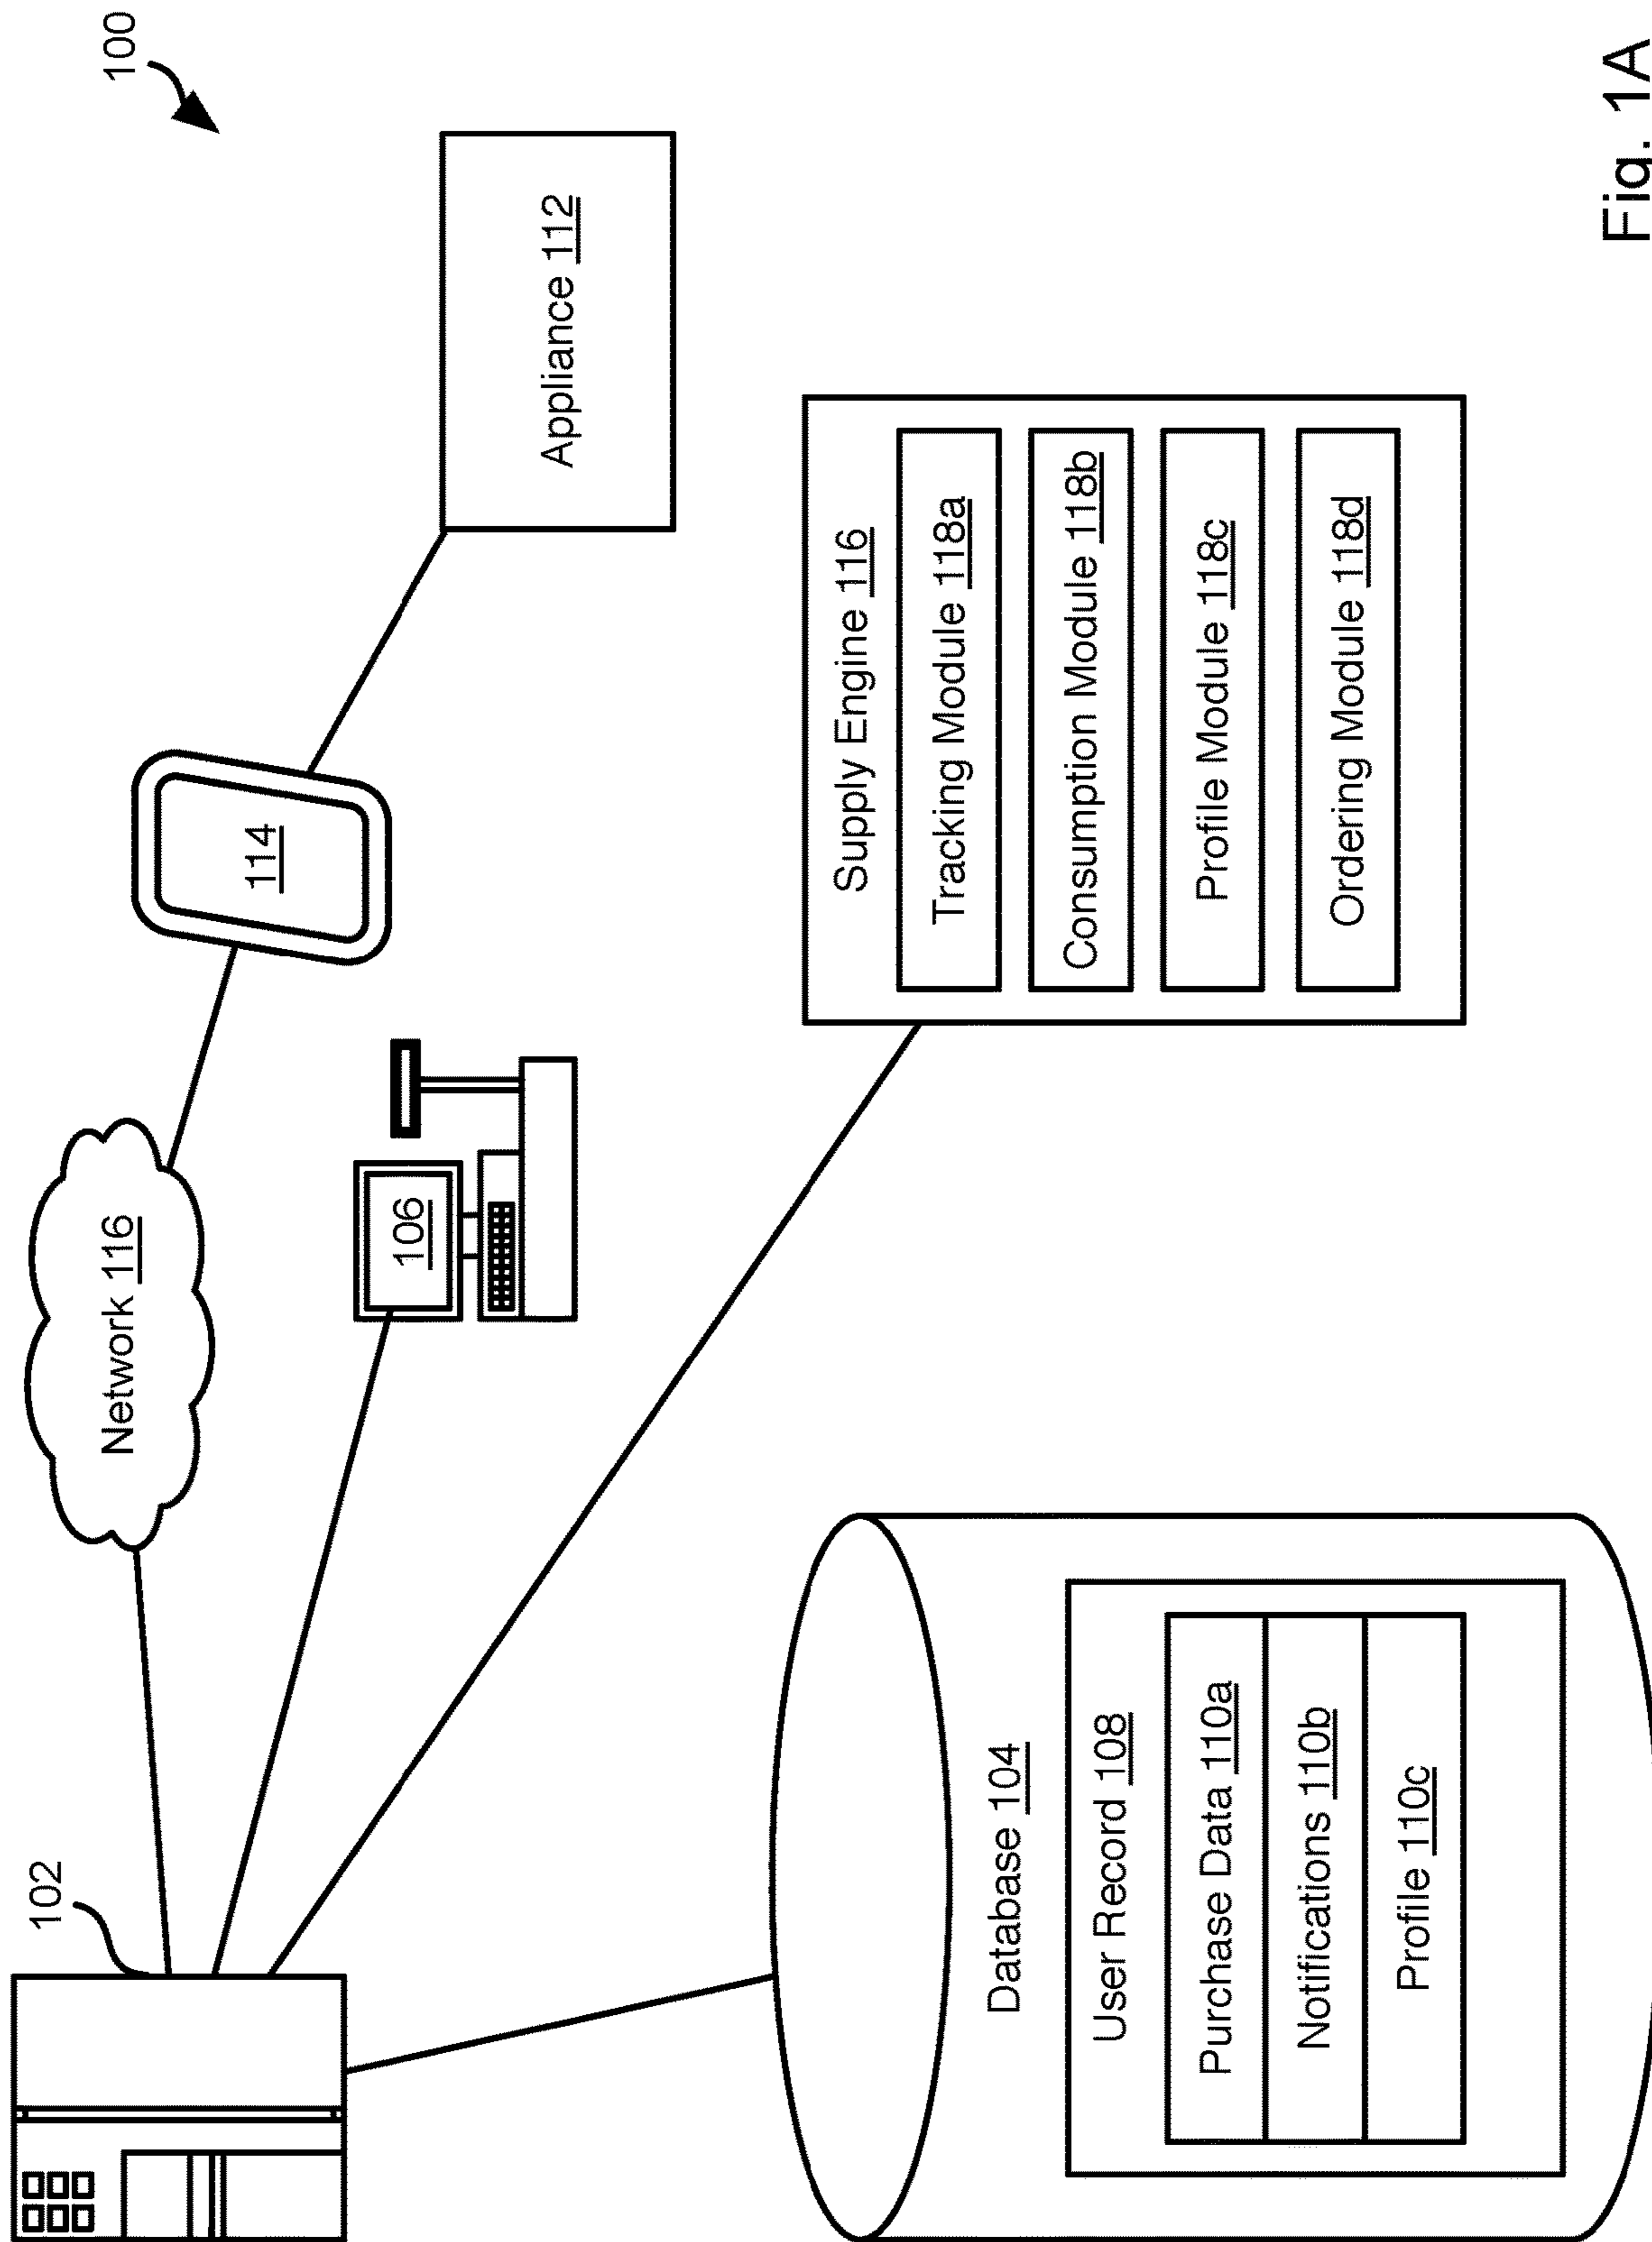 100
102
Network 116
114
Appliance 112
106
Database 104
User Record 108
Purchase Data 110a
Notifications 110b
Profile 110c
Supply Engine 116
Tracking Module 118a
Consumption Module 118b
Profile Module 118c
Ordering Module 118d
Fig. 1A